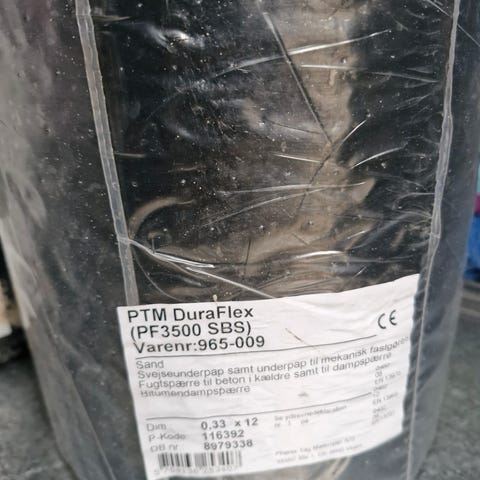 PTM DuraFlex
(PF3500 SBS)
Varenr:965-009
CE
Sand
Svejseunderpap samt underpap til mekanisk
Fugtspærre til beton i kældre samt til dampspærre
Bitumendampspærre
Dim 0,33 x 12
P-Kode: 116392
DB nr 8979338